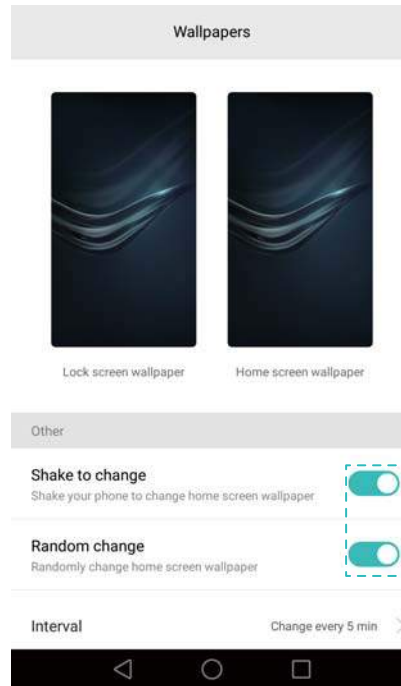 Wallpapers
Lock screen wallpaper
Home screen wallpaper
Other
Shake to change
Shake your phone to change home screen wallpaper
Random change
Randomly change home screen wallpaper
Interval
Change every 5 min